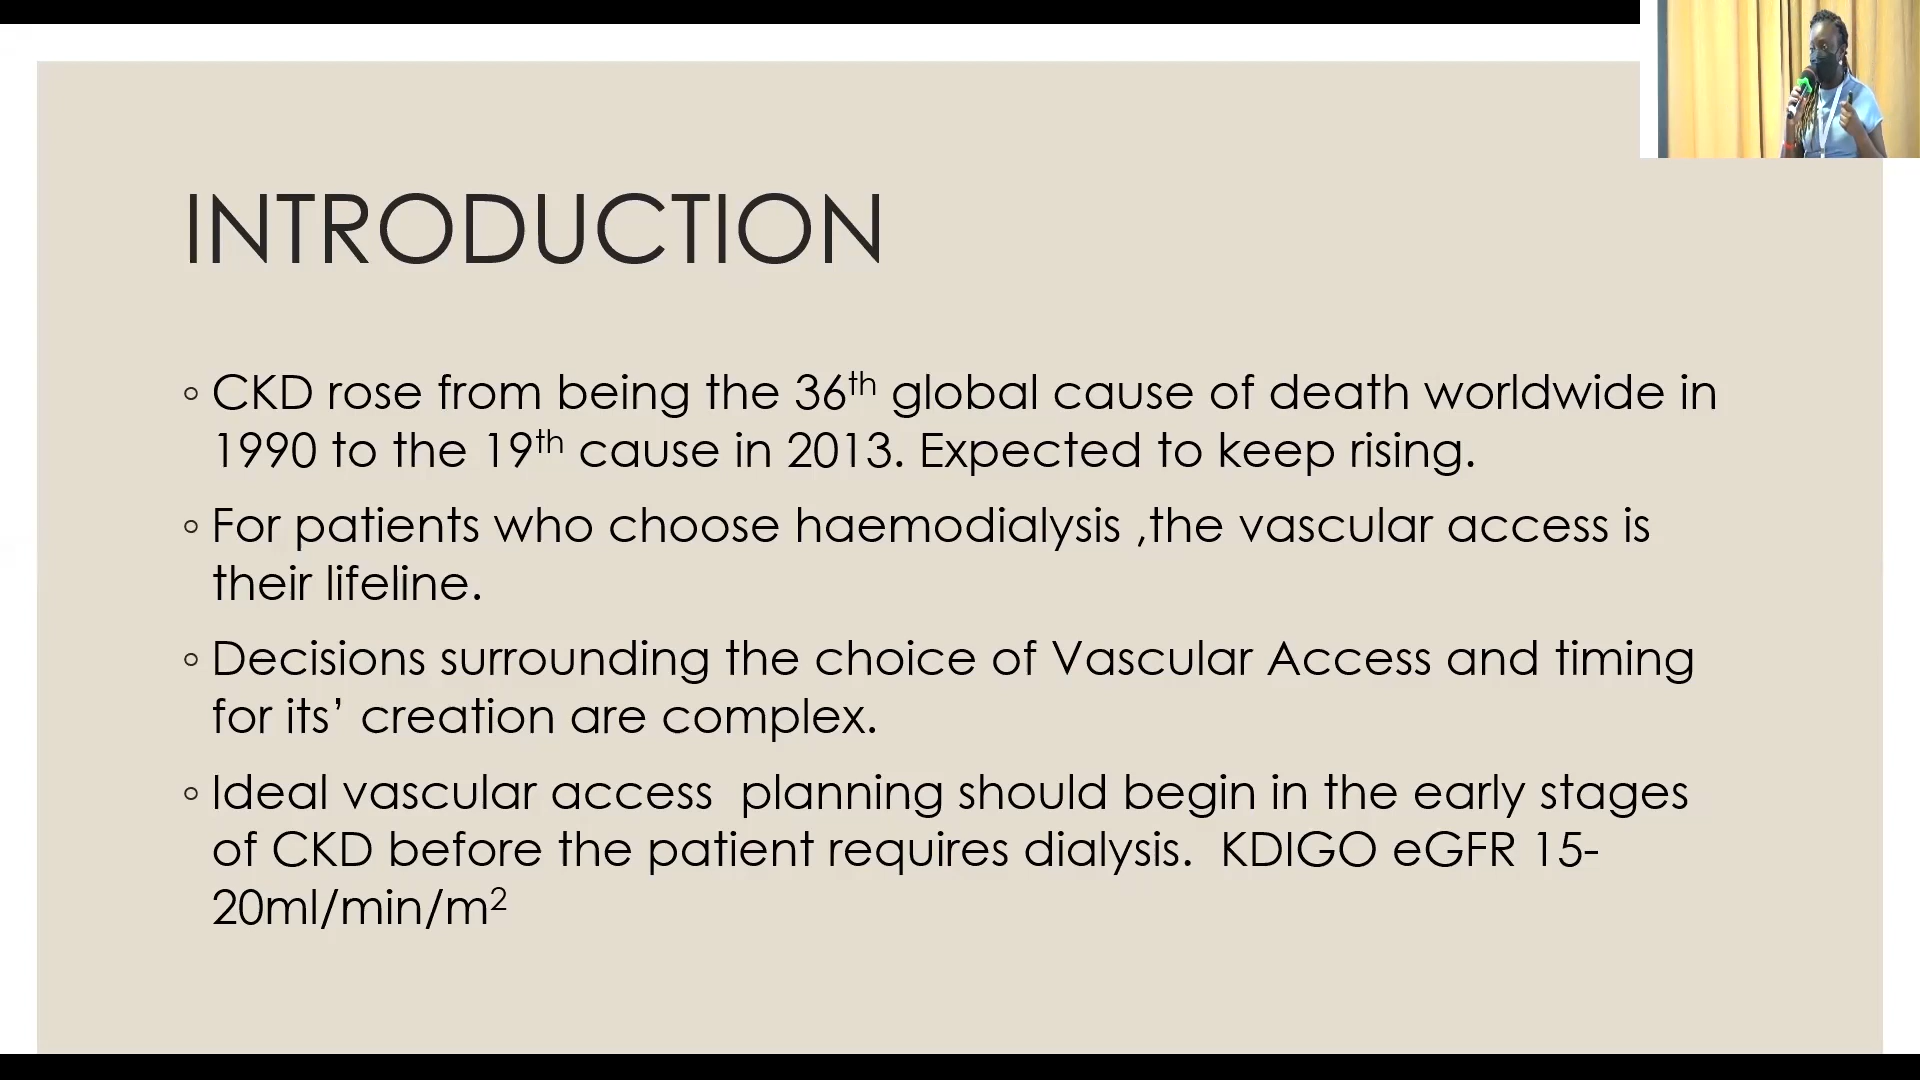 INTRODUCTION
◦ CKD rose from being the 36th global cause of death worldwide in
1990 to the 19th cause in 2013. Expected to keep rising.
◦ For patients who choose haemodialysis ,the vascular access is
their lifeline.
◦ Decisions surrounding the choice of Vascular Access and timing
for its’ creation are complex.
◦ Ideal vascular access  planning should begin in the early stages
of CKD before the patient requires dialysis.  KDIGO eGFR 15-
20ml/min/m²